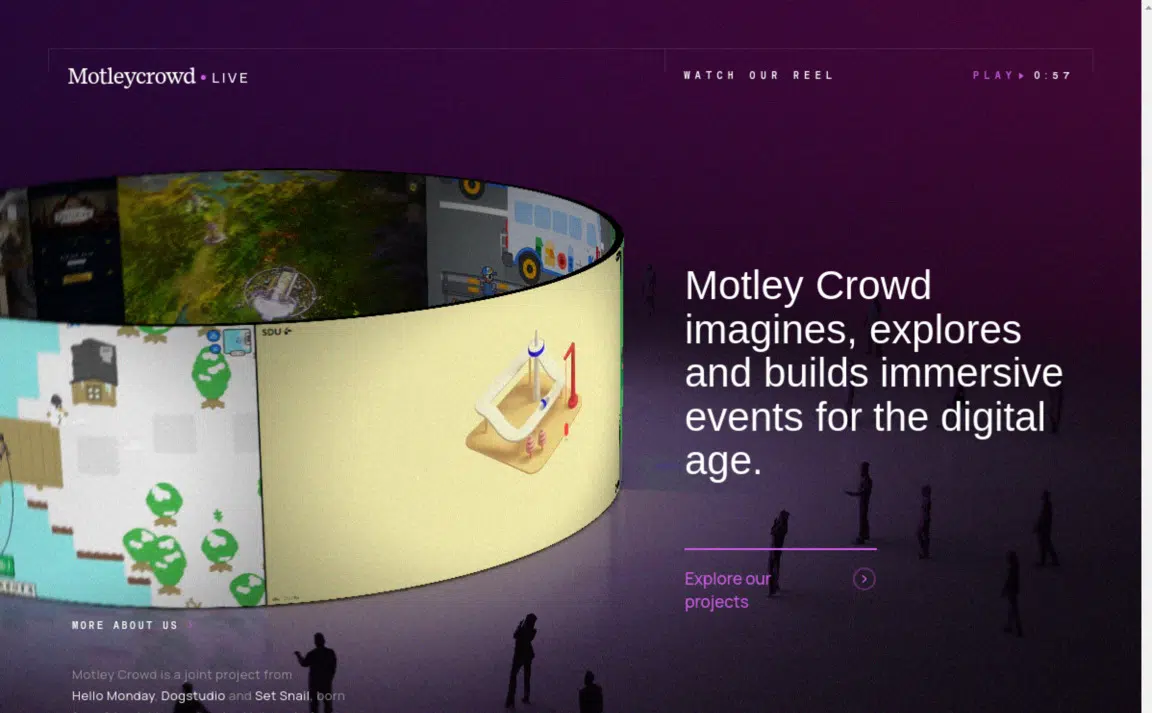 Motleycrowd • LIVE
WATCH OUR REEL
PLAY 0:57
SDU
Motley Crowd
imagines, explores
and builds immersive
events for the digital
age.
Explore our
projects
MORE ABOUT US
Motley Crowd is a joint project from
Hello Monday, Dogstudio and Set Snail, born